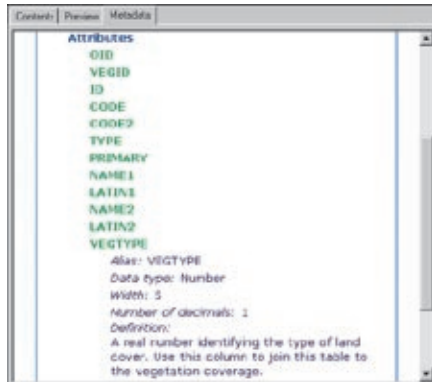 Contents Preview Metadata
Attributes
OID
VEGID
ID
CODE
CODE2
TYPE
PRIMARY
NAME1
LATIN1
NAME2
LATIN2
VEGTYPE
Alias: VEGTYPE
Data type: Number
Width: 5
Number of decimals: 1
Definition:
A real number identifying the type of land
cover. Use this column to join this table to
the vegetation coverage.